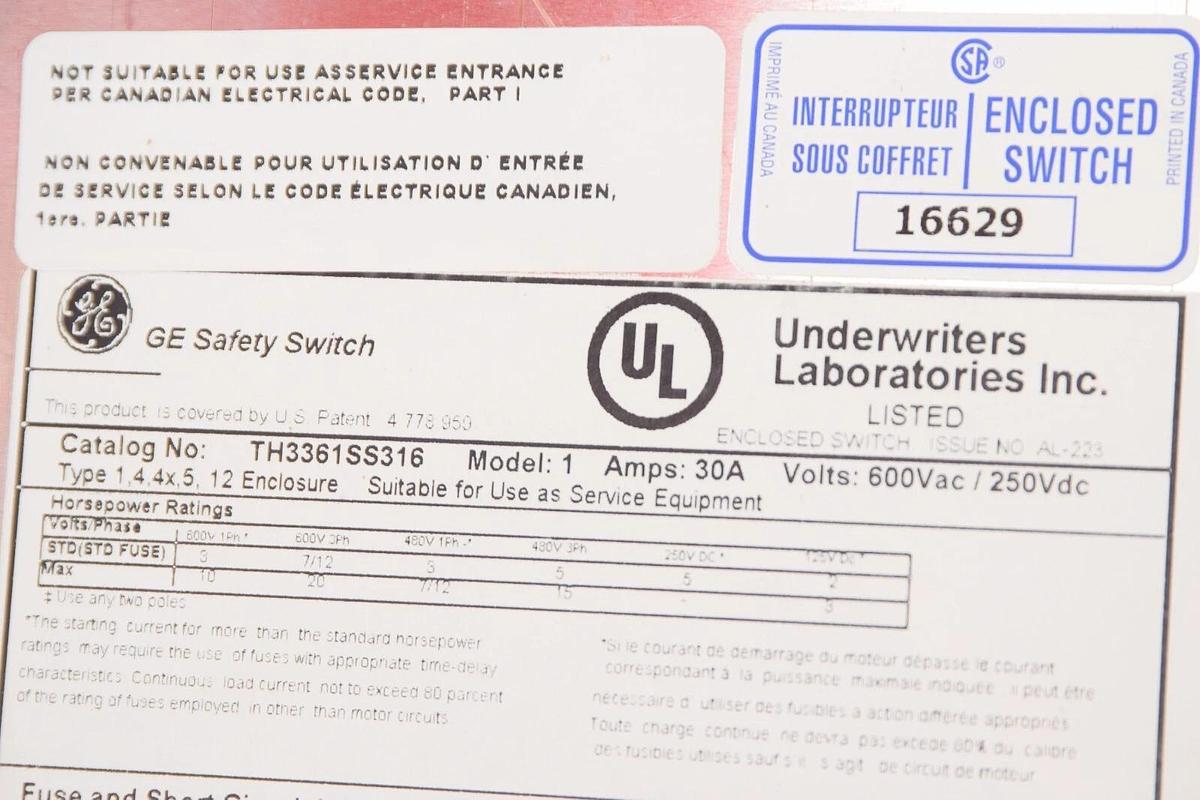 NOT SUITABLE FOR USE ASSERVICE ENTRANCE
PER CANADIAN ELECTRICAL CODE, PART I
NON CONVENABLE POUR UTILISATION D' ENTRÉE
DE SERVICE SELON LE CODE ÉLECTRIQUE CANADIEN,
1ere. PARTIE
IMPRIMÉ AU CANADA
SA ®
INTERRUPTEUR
SOUS COFFRET
ENCLOSED
SWITCH
16629
PRINTED IN CANADA
GE
GE Safety Switch
UL
Underwriters
Laboratories Inc.
LISTED
This product is covered by U.S. Patent 4 778 959
ENCLOSED SWITCH ISSUE NO AL-223
Catalog No: TH3361SS316 Model: 1 Amps: 30A Volts: 600Vac / 250Vdc
Type 1,4,4x,5, 12 Enclosure Suitable for Use as Service Equipment
Horsepower Ratings
Volts/Phase 600V 1Ph * 600V 3Ph 480V 1Ph -* 480V 3Ph 250V DC * 125V Dc *
STD(STD FUSE) 3 7/12 3 5 5 2
Max 10 20 7/12 15 - 3
‡ Use any two poles
*The starting current for more than the standard horsepower
ratings may require the use of fuses with appropriate time-delay
characteristics Continuous load current not to exceed 80 parcent
of the rating of fuses employed in other than motor circuits
*Si le courant de demarrage du moteur dépasse le courant
correspondant à la puissance maximale indiquée il peut être
nécessaire d' utiliser des fusibles a action différée appropriés
Toute charge continue ne devra pas excede 80% du calibre
des fusibles utilisés sauf s'il s agit de circuit de moteur
Fuse and Short